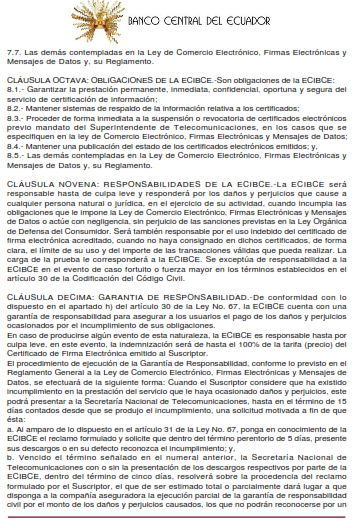 BANCO CENTRAL DEL ECUADOR
7.7. Las demás contempladas en la Ley de Comercio Electrónico, Firmas Electrónicas y
Mensajes de Datos y, su Reglamento.
CLÁUSULA OCTAVA: OBLIGACIONES DE LA ECIBCE.-Son obligaciones de la ECIBCE:
8.1.- Garantizar la prestación permanente, inmediata, confidencial, oportuna y segura del
servicio de certificación de información;
8.2.- Mantener sistemas de respaldo de la información relativa a los certificados;
8.3.- Proceder de forma inmediata a la suspensión o revocatoria de certificados electrónicos
previo mandato del Superintendente de Telecomunicaciones, en los casos que se
especifiquen en la ley de Comercio Electrónico, Firmas Electrónicas y Mensajes de Datos;
8.4.- Mantener una publicación del estado de los certificados electrónicos emitidos; y,
8.5.- Las demás contempladas en la Ley de Comercio Electrónico, Firmas Electrónicas y
Mensajes de Datos y, su Reglamento.
CLÁUSULA NOVENA: RESPONSABILIDADES DE LA ECIBCE.-La ECIBCE será
responsable hasta de culpa leve y responderá por los daños y perjuicios que cause a
cualquier persona natural o jurídica, en el ejercicio de su actividad, cuando incumpla las
obligaciones que le impone la Ley de Comercio Electrónico, Firmas Electrónicas y Mensajes
de Datos o actúe con negligencia, sin perjuicio de las sanciones previstas en la Ley Orgánica
de Defensa del Consumidor. Será también responsable por el uso indebido del certificado de
firma electrónica acreditado, cuando no haya consignado en dichos certificados, de forma
clara, el límite de su uso y del importe de las transacciones válidas que pueda realizar. La
carga de la prueba le corresponderá a la ECIBCE. Se exceptúa de responsabilidad a la
ECIBCE en el evento de caso fortuito o fuerza mayor en los términos establecidos en el
artículo 30 de la Codificación del Código Civil.
CLÁUSULA DECIMA: GARANTIA DE RESPONSABILIDAD.-De conformidad con lo
dispuesto en el apartado h) del artículo 30 de la Ley No. 67, la ECIBCE cuenta con una
garantía de responsabilidad para asegurar a los usuarios el pago de los daños y perjuicios
ocasionados por el incumplimiento de sus obligaciones.
En caso de producirse algún evento de esta naturaleza, la ECIBCE es responsable hasta por
culpa leve, en este evento, la indemnización será de hasta el 100% de la tarifa (precio) del
Certificado de Firma Electrónica emitido al Suscriptor.
El procedimiento de ejecución de la Garantía de Responsabilidad, conforme lo previsto en el
Reglamento General a la Ley de Comercio Electrónico, Firmas Electrónicas y Mensajes de
Datos, se efectuará de la siguiente forma: Cuando el Suscriptor considere que ha existido
incumplimiento en la prestación del servicio que le haya ocasionado daños y perjuicios, este
podrá presentar a la Secretaría Nacional de Telecomunicaciones, hasta en el término de 15
días contados desde que se produjo el incumplimiento, una solicitud motivada a fin de que
ésta:
a. Al amparo de lo dispuesto en el artículo 31 de la Ley No. 67, ponga en conocimiento de la
ECIBCE el reclamo formulado y solicite que dentro del término perentorio de 5 días, presente
sus descargos o en su defecto reconozca el incumplimiento; y,
b. Vencido el término señalado en el numeral anterior, la Secretaría Nacional de
Telecomunicaciones con o sin la presentación de los descargos respectivos por parte de la
ECIBCE, dentro del término de cinco días, resolverá sobre la procedencia del reclamo
formulado por el Suscriptor, el que de ser estimado total o parcialmente dará lugar a que
disponga a la compañía aseguradora la ejecución parcial de la garantía de responsabilidad
civil por el monto de los daños y perjuicios causados, los que no podrán reconocerse por un